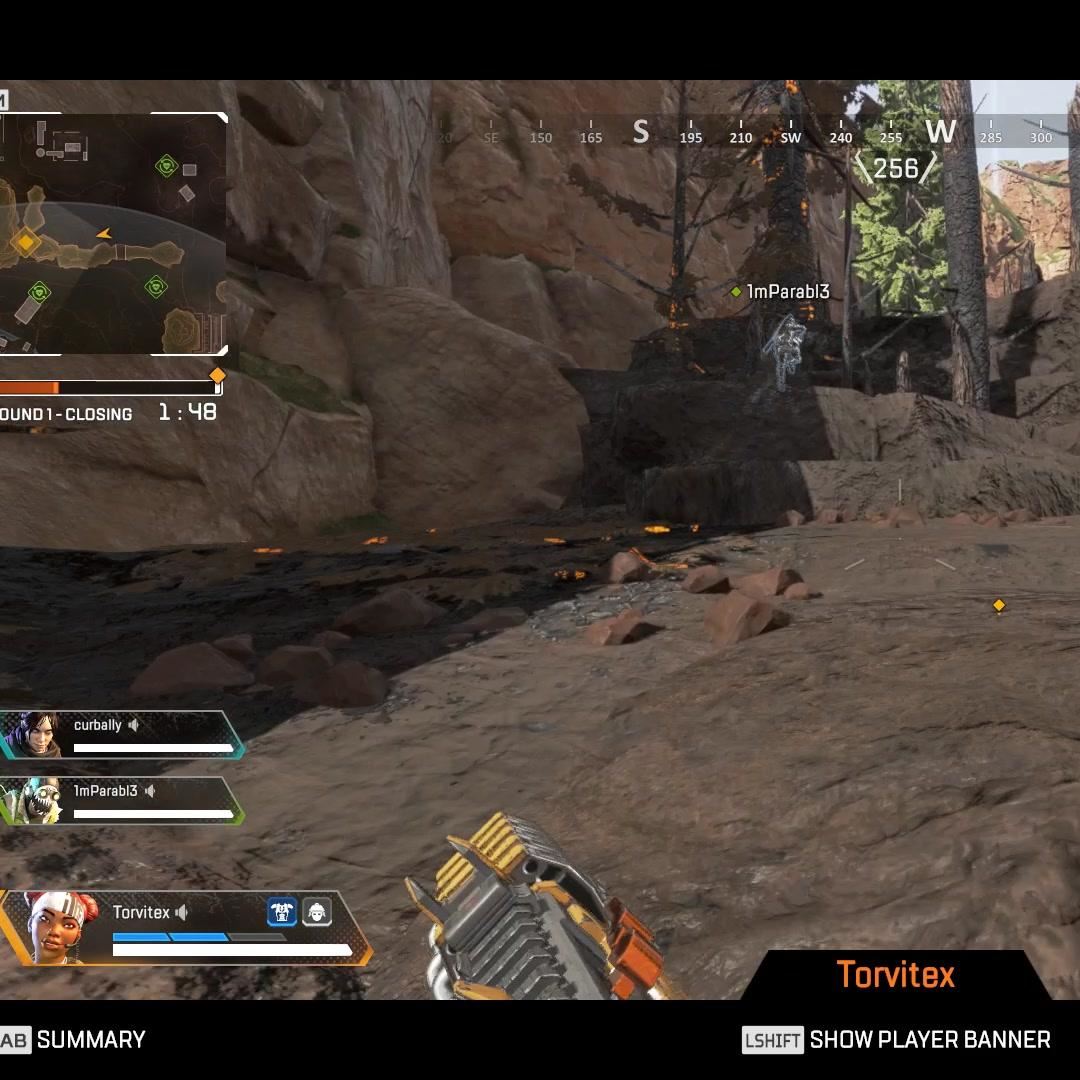 M
20 SE 150 165 S 195 210 SW 240 255 W 285 300
256
1mParabl3
OUND 1 - CLOSING 1:48
curbally
1mParabl3
Torvitex
Torvitex
AB SUMMARY
LSHIFT SHOW PLAYER BANNER